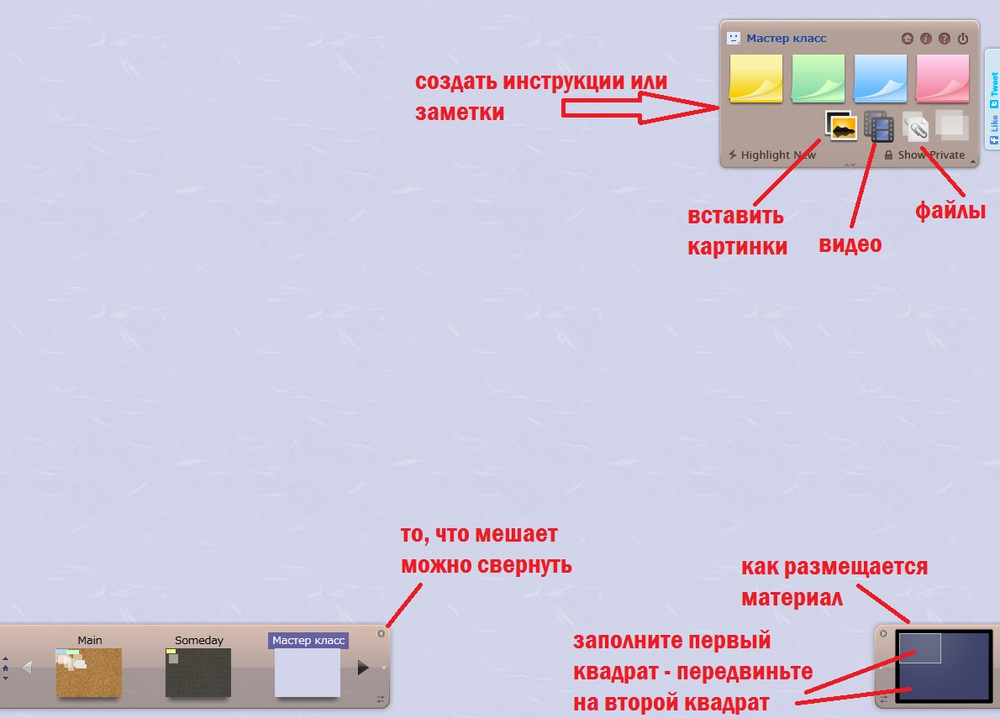 Мастер класс
Tweet
Like
создать инструкции или
заметки
Highlight New
Show Private
вставить
картинки
видео
файлы
то, что мешает
можно свернуть
как размещается
материал
Main
Someday
Мастер класс
заполните первый
квадрат - передвиньте
на второй квадрат